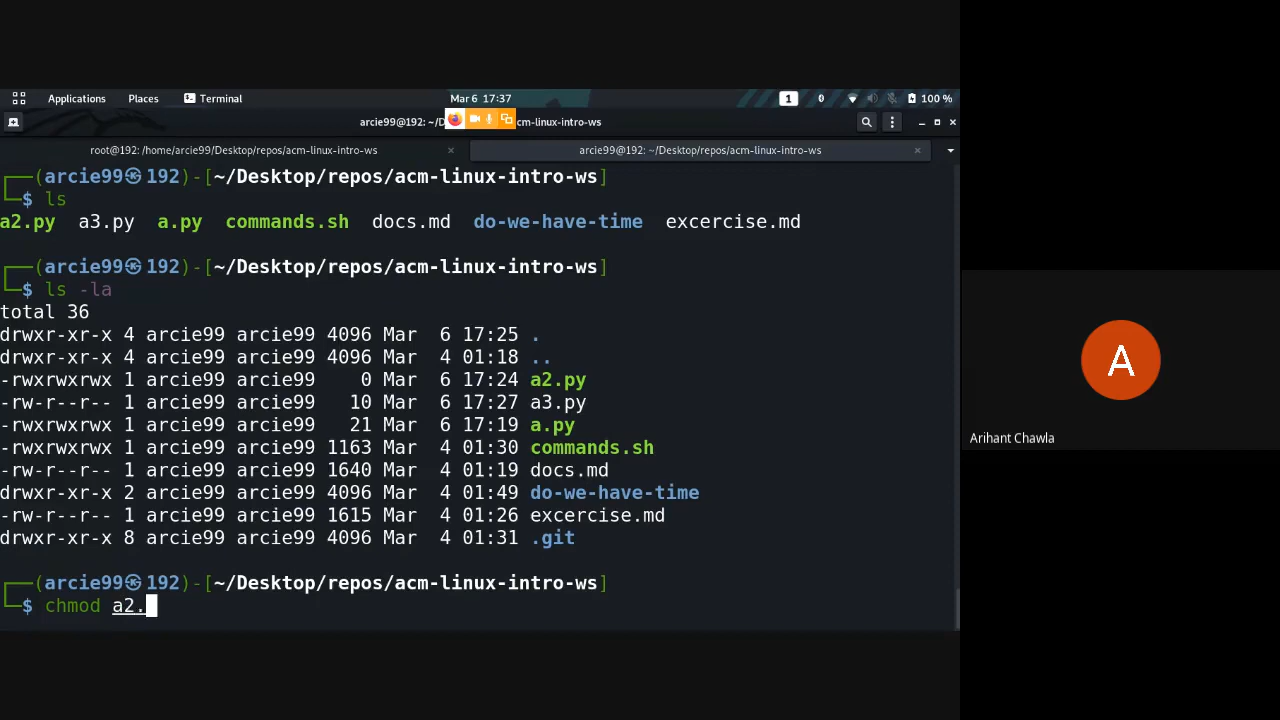 Applications Places Terminal Mar 6 17:37 1 100 %
arcie99@192: ~/D cm-linux-intro-ws
root@192: /home/arcie99/Desktop/repos/acm-linux-intro-ws × arcie99@192: ~/Desktop/repos/acm-linux-intro-ws ×
┌──(arcie99㉿192)-[~/Desktop/repos/acm-linux-intro-ws]
└─$ ls
a2.py a3.py a.py commands.sh docs.md do-we-have-time excercise.md
┌──(arcie99㉿192)-[~/Desktop/repos/acm-linux-intro-ws]
└─$ ls -la
total 36
drwxr-xr-x 4 arcie99 arcie99 4096 Mar 6 17:25 .
drwxr-xr-x 4 arcie99 arcie99 4096 Mar 4 01:18 ..
-rwxrwxrwx 1 arcie99 arcie99 0 Mar 6 17:24 a2.py
-rw-r--r-- 1 arcie99 arcie99 10 Mar 6 17:27 a3.py
-rwxrwxrwx 1 arcie99 arcie99 21 Mar 6 17:19 a.py
-rwxrwxrwx 1 arcie99 arcie99 1163 Mar 4 01:30 commands.sh
-rw-r--r-- 1 arcie99 arcie99 1640 Mar 4 01:19 docs.md
drwxr-xr-x 2 arcie99 arcie99 4096 Mar 4 01:49 do-we-have-time
-rw-r--r-- 1 arcie99 arcie99 1615 Mar 4 01:26 excercise.md
drwxr-xr-x 8 arcie99 arcie99 4096 Mar 4 01:31 .git
┌──(arcie99㉿192)-[~/Desktop/repos/acm-linux-intro-ws]
└─$ chmod a2.
A
Arihant Chawla